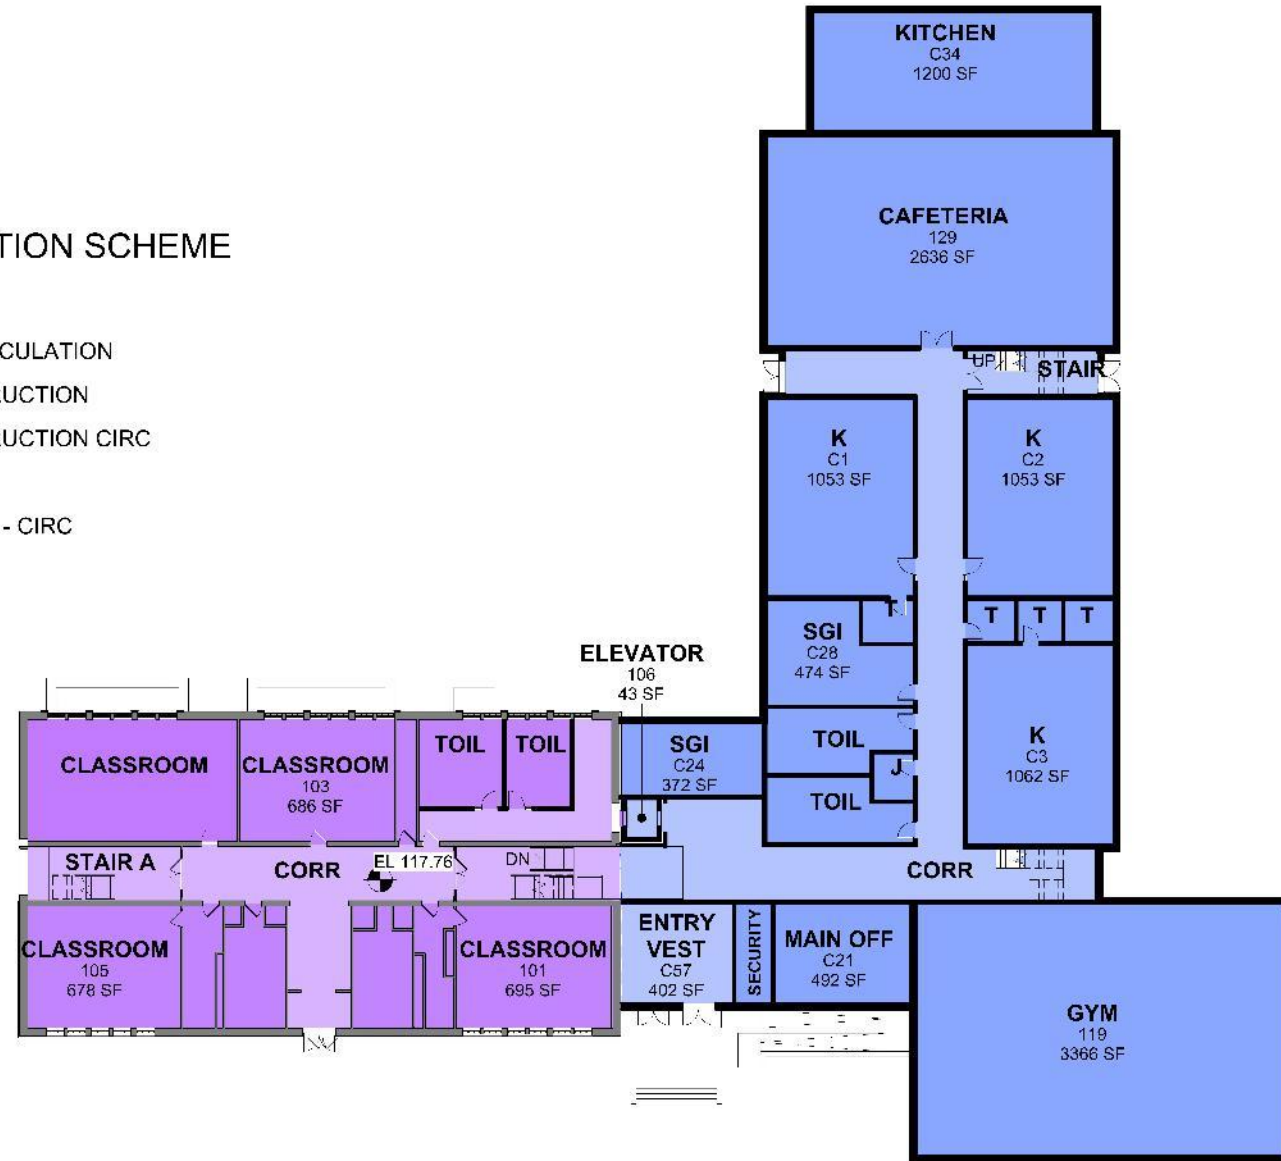 KITCHEN
C34
1200 SF
CAFETERIA
129
2636 SF
TION SCHEME
CULATION
RUCTION
RUCTION CIRC
- CIRC
UP
STAIR
K
C1
1053 SF
K
C2
1053 SF
T
T
T
T
SGI
C28
474 SF
ELEVATOR
106
43 SF
CLASSROOM
CLASSROOM
103
686 SF
TOIL
TOIL
SGI
C24
372 SF
TOIL
J
TOIL
K
C3
1062 SF
STAIR A
CORR
EL 117.76
DN
CORR
CLASSROOM
105
678 SF
CLASSROOM
101
695 SF
ENTRY
VEST
C57
402 SF
SECURITY
MAIN OFF
C21
492 SF
GYM
119
3366 SF